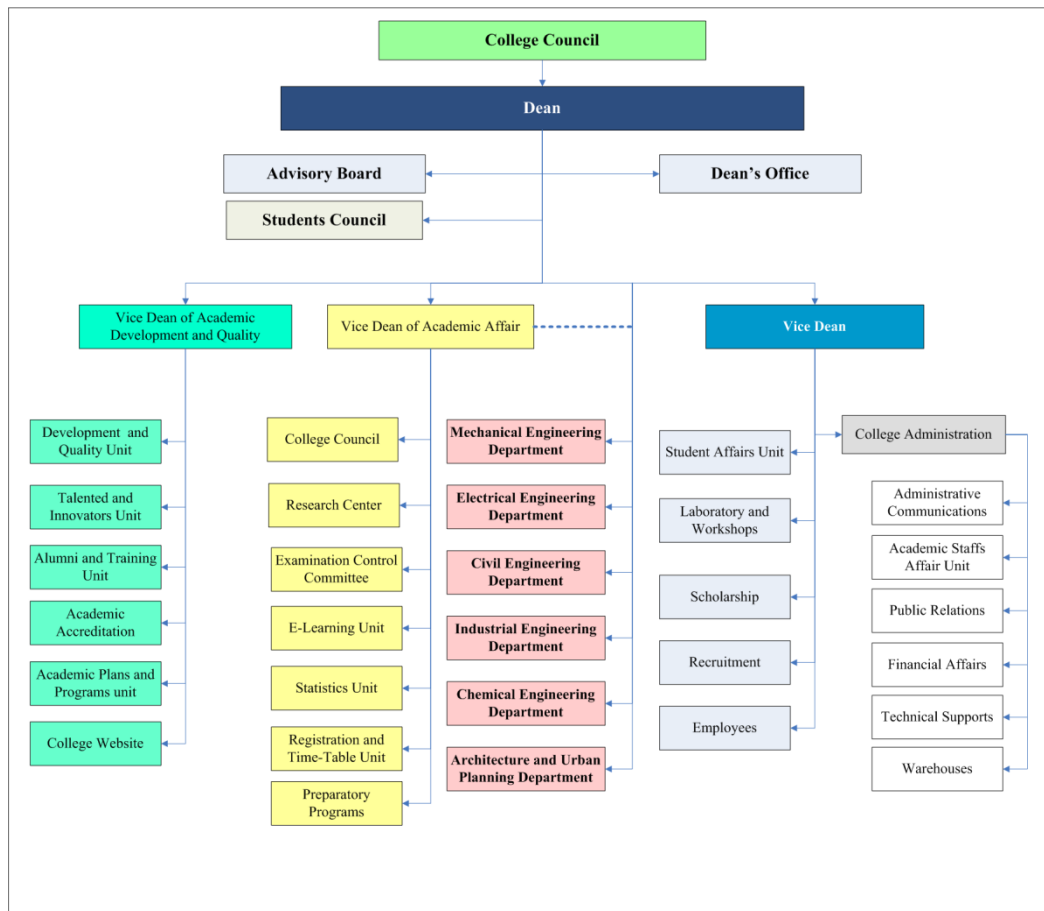 College Council
Dean
Advisory Board
Dean's Office
Students Council
Vice Dean of Academic
Development and Quality
Vice Dean of Academic Affair
Vice Dean
Development and
Quality Unit
Talented and
Innovators Unit
Alumni and Training
Unit
Academic
Accreditation
Academic Plans and
Programs unit
College Website
College Council
Research Center
Examination Control
Committee
E-Learning Unit
Statistics Unit
Registration and
Time-Table Unit
Preparatory
Programs
Mechanical Engineering
Department
Electrical Engineering
Department
Civil Engineering
Department
Industrial Engineering
Department
Chemical Engineering
Department
Architecture and Urban
Planning Department
Student Affairs Unit
Laboratory and
Workshops
Scholarship
Recruitment
Employees
College Administration
Administrative
Communications
Academic Staffs
Affair Unit
Public Relations
Financial Affairs
Technical Supports
Warehouses